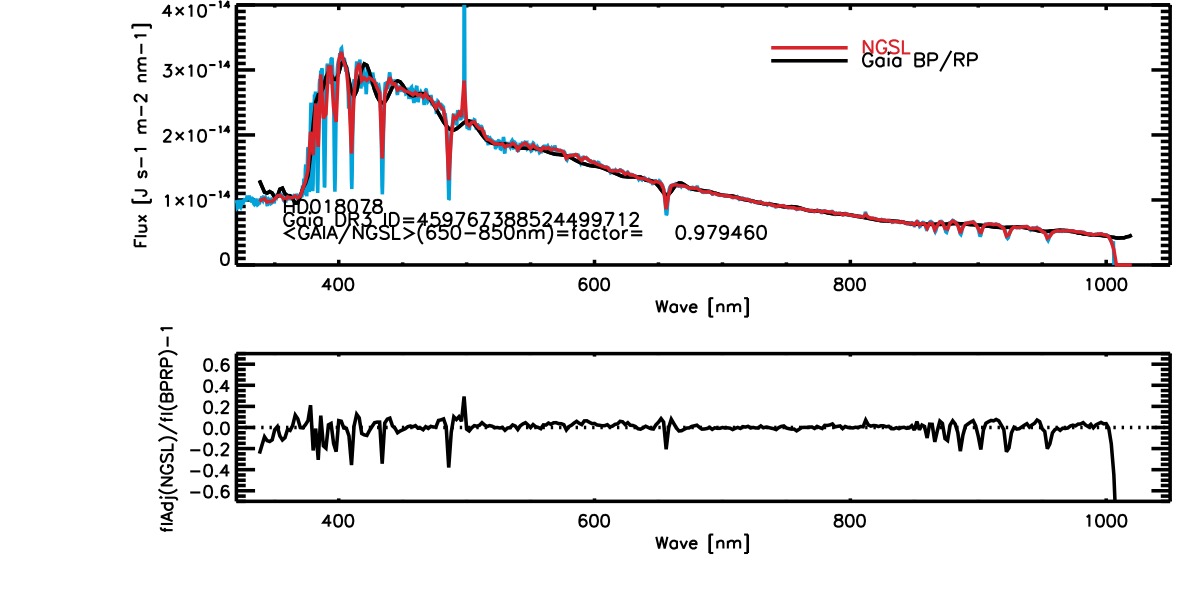 4×10−14
3×10−14
2×10−14
1×10−14
0
Flux [J s−1 m−2 nm−1]
NGSL
Gaia BP/RP
HD018078
Gaia DR3 ID=4597673885244499712
<GAIA/NGSL>(650−850nm)=factor= 0.979460
400 600 800 1000
Wave [nm]
flAdj(NGSL)/fl(BPRP)−1
0.6
0.4
0.2
0.0
−0.2
−0.4
−0.6
400 600 800 1000
Wave [nm]